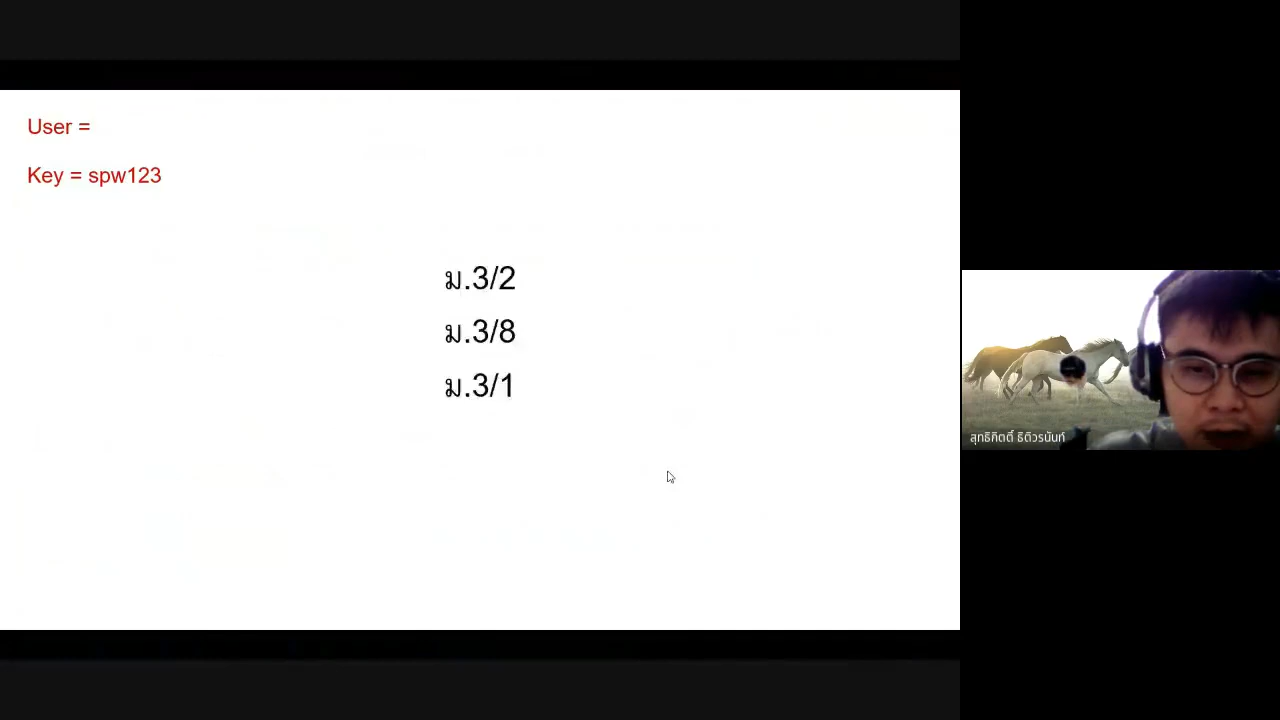 User =
Key = spw123
ม.3/2
ม.3/8
ม.3/1
สุทธิกิตติ์ ธิติวรนันท์